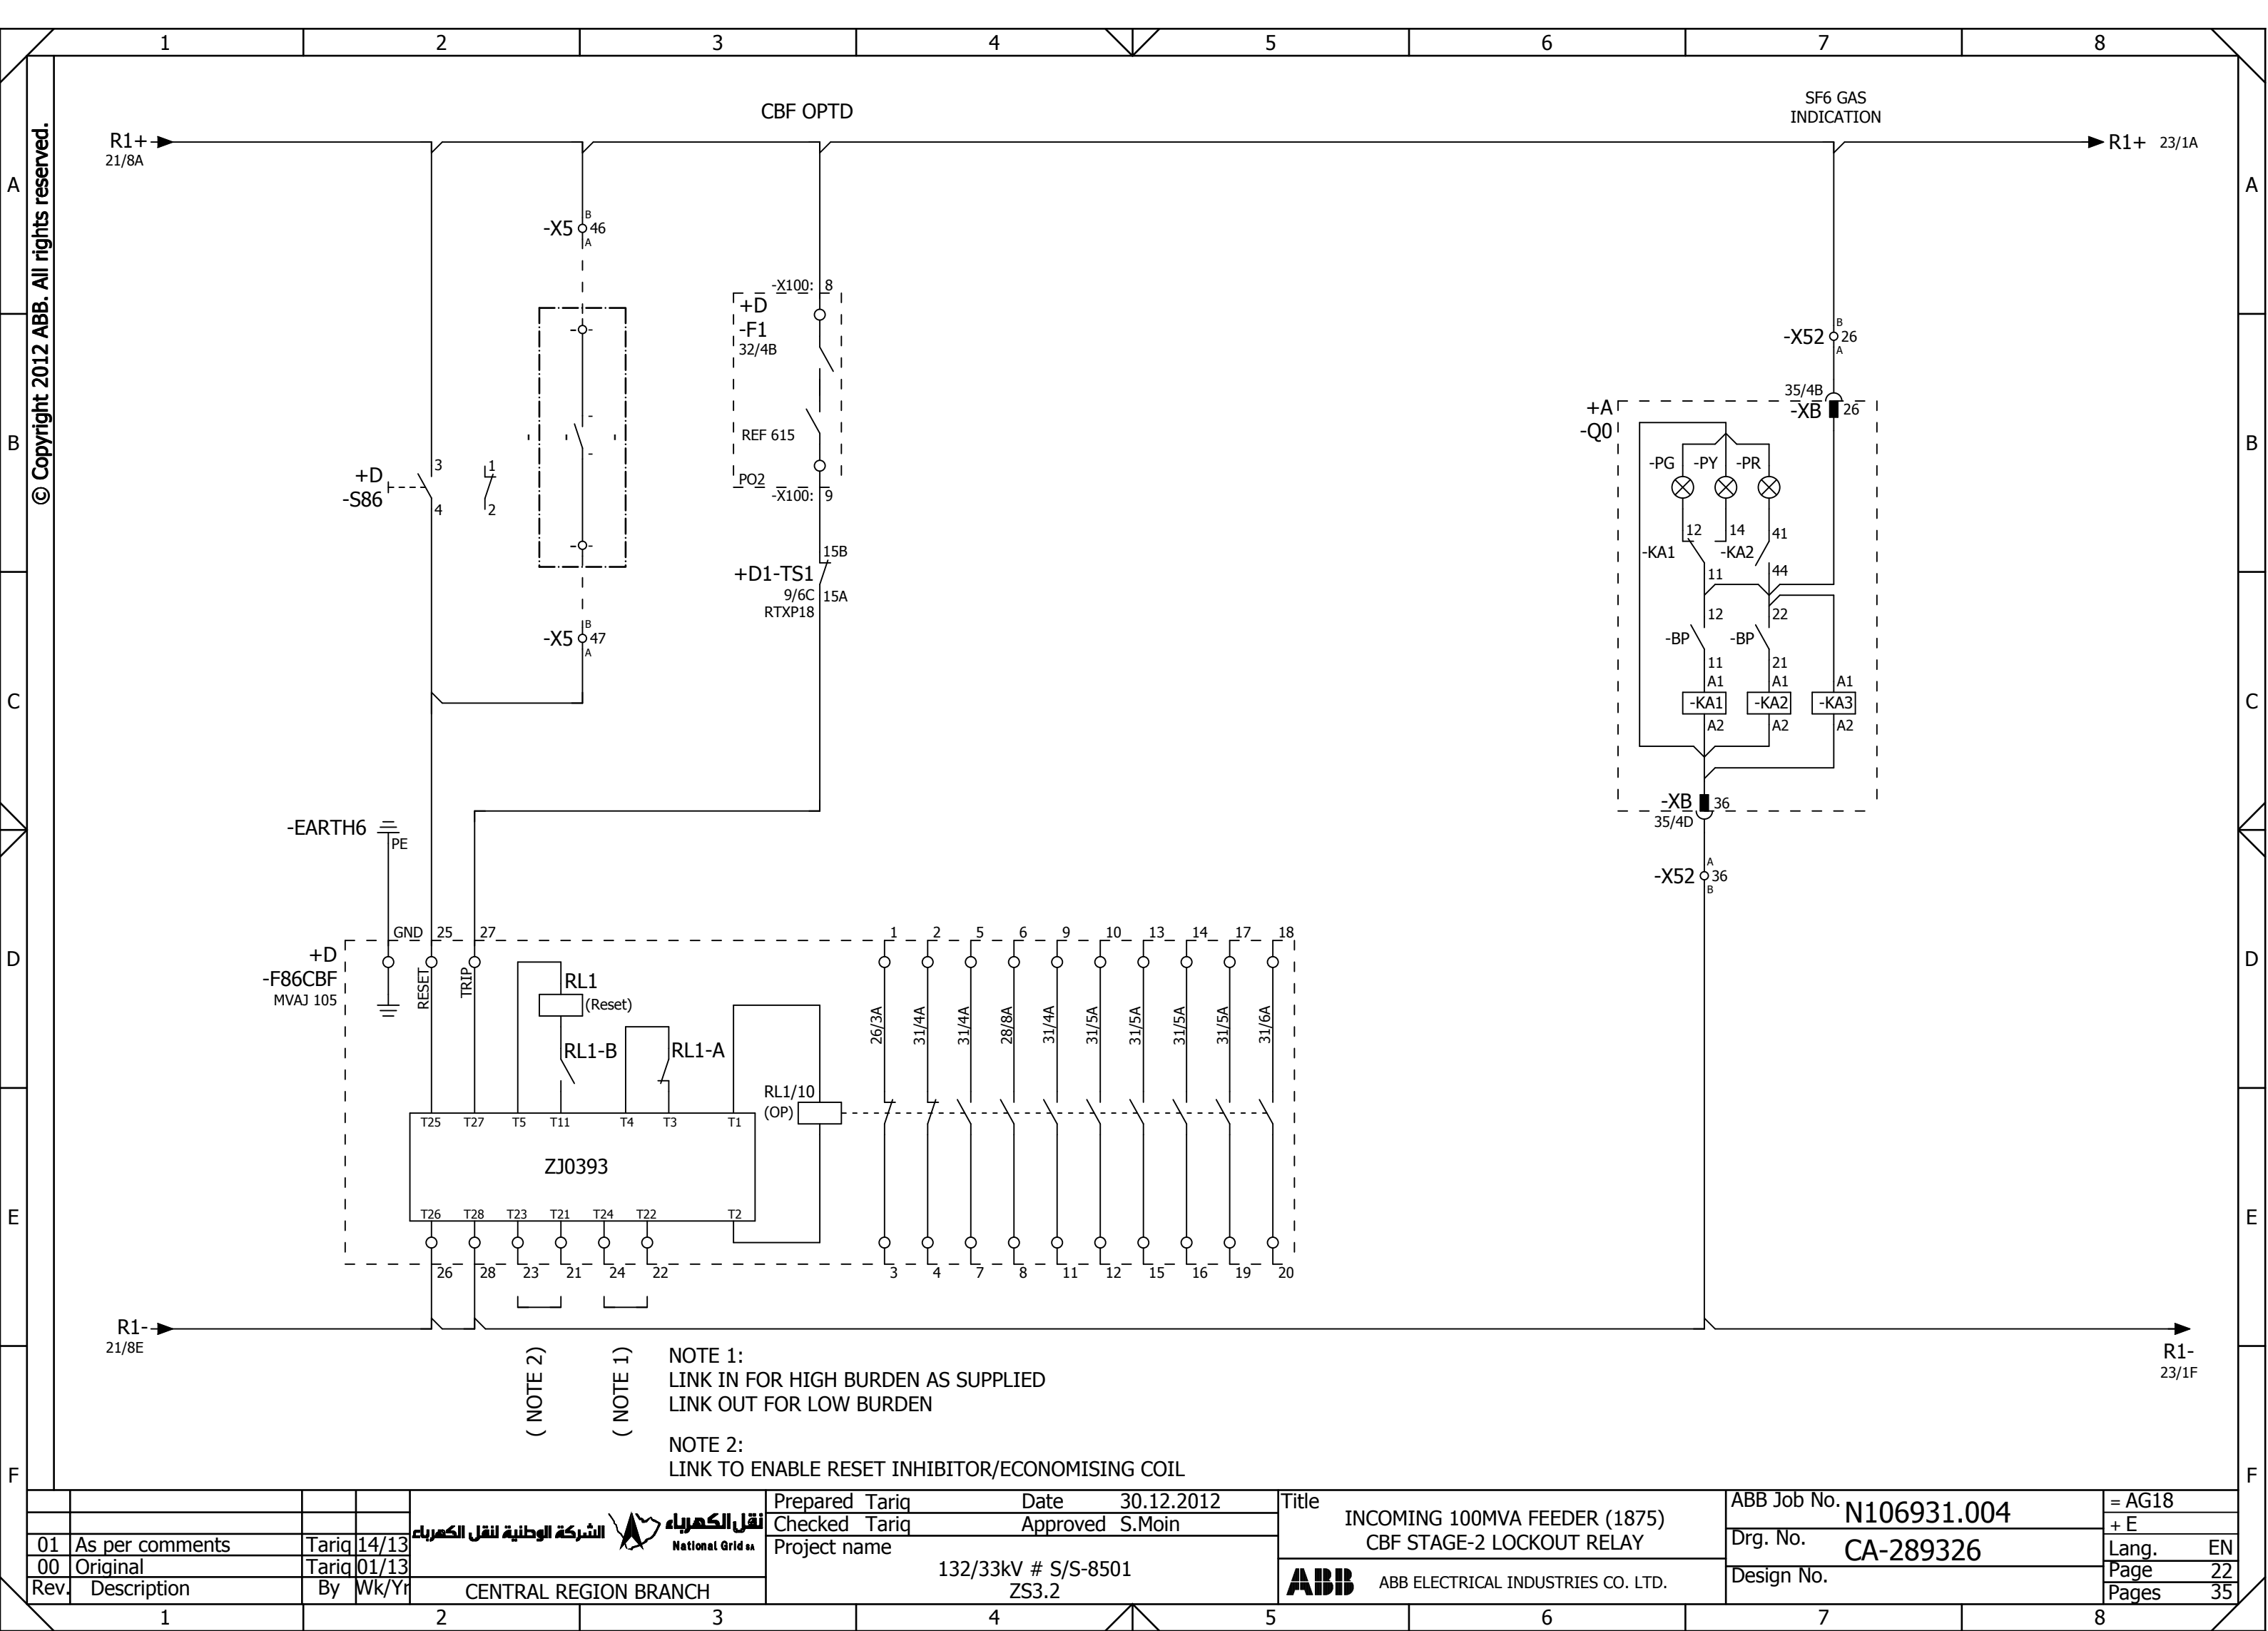 1 2 3 4 5 6 7 8
© Copyright 2012 ABB. All rights reserved.
A
B
C
D
E
F
A
B
C
D
E
F
CBF OPTD
SF6 GAS
INDICATION
R1+
21/8A
R1+ 23/1A
B
-X5 46
A
-X100: 8
+D
-F1
32/4B
REF 615
PO2
-X100: 9
B
-X52 26
A
35/4B
-XB 26
+A
-Q0
-PG -PY -PR
12 14 41
-KA1 -KA2
11 44
12 22
-BP -BP
11 21
A1 A1 A1
-KA1 -KA2 -KA3
A2 A2 A2
-XB 36
35/4D
A
-X52 36
B
+D
-S86
3
4
1
2
15B
+D1-TS1
9/6C 15A
RTXP18
B
-X5 47
A
-EARTH6
PE
GND 25 27
+D
-F86CBF
MVAJ 105
RESET
TRIP
RL1
(Reset)
RL1-B
RL1-A
RL1/10
(OP)
1 2 5 6 9 10 13 14 17 18
26/3A 31/4A 31/4A 28/8A 31/4A 31/5A 31/5A 31/5A 31/5A 31/6A
T25 T27 T5 T11 T4 T3 T1
ZJ0393
T26 T28 T23 T21 T24 T22 T2
26 28 23 21 24 22
3 4 7 8 11 12 15 16 19 20
R1-
21/8E
R1-
23/1F
( NOTE 2)
( NOTE 1)
NOTE 1:
LINK IN FOR HIGH BURDEN AS SUPPLIED
LINK OUT FOR LOW BURDEN
NOTE 2:
LINK TO ENABLE RESET INHIBITOR/ECONOMISING COIL
01 As per comments Tariq 14/13
00 Original Tariq 01/13
Rev. Description By Wk/Yr
الشركة الوطنية لنقل الكهرباء
نقل الكهرباء
National Grid SA
CENTRAL REGION BRANCH
Prepared Tariq Date 30.12.2012
Checked Tariq Approved S.Moin
Project name
132/33kV # S/S-8501
ZS3.2
Title
INCOMING 100MVA FEEDER (1875)
CBF STAGE-2 LOCKOUT RELAY
ABB ABB ELECTRICAL INDUSTRIES CO. LTD.
ABB Job No. N106931.004
Drg. No. CA-289326
Design No.
= AG18
+ E
Lang. EN
Page 22
Pages 35
1 2 3 4 5 6 7 8